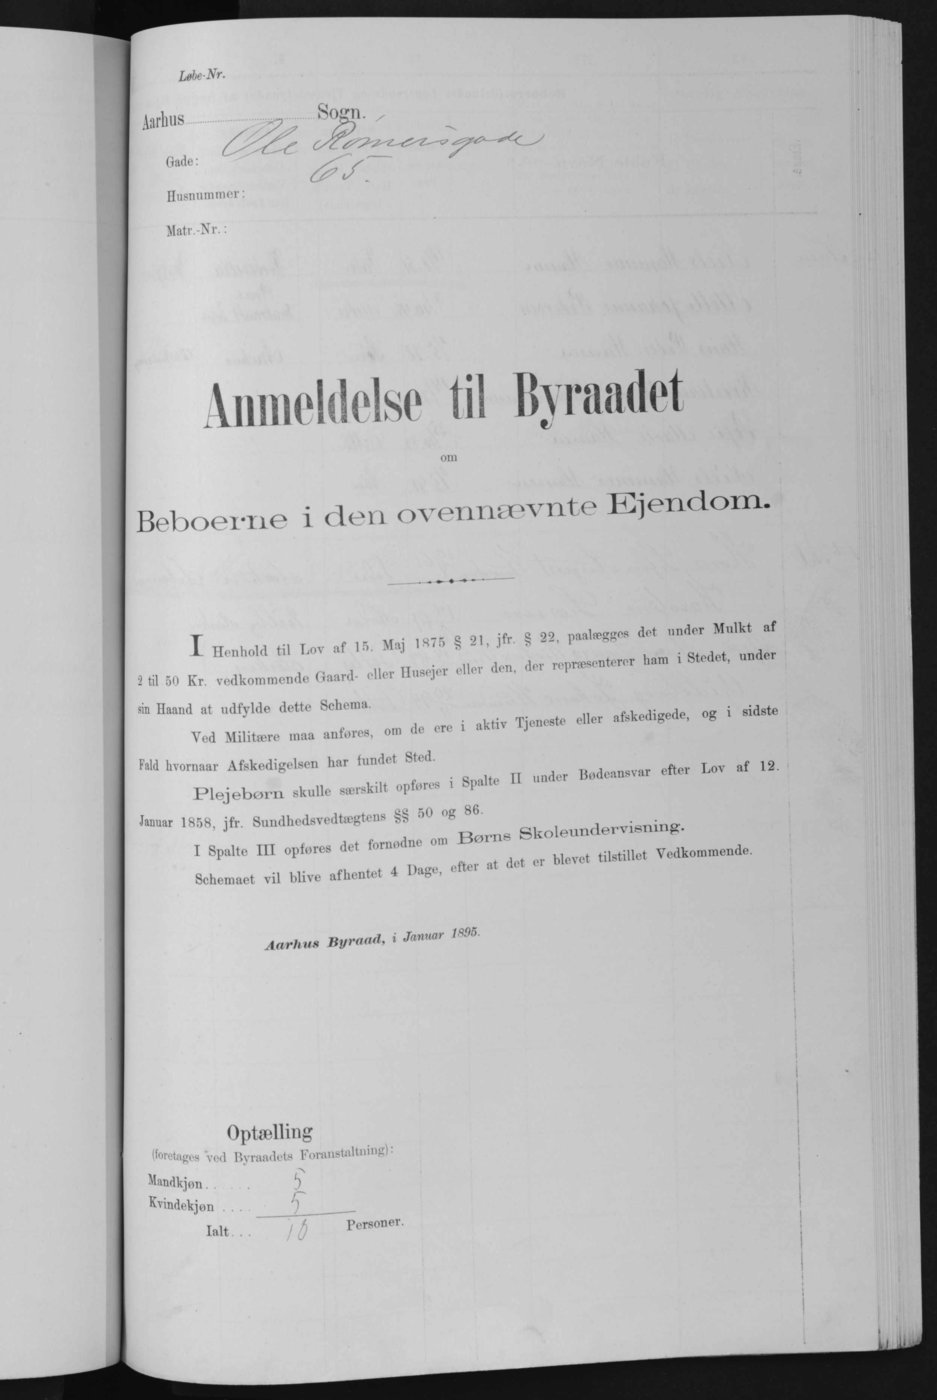 Løbe-Nr.
Aarhus Sogn.
Gade: Ole Rømersgade
Husnummer: 65.
Matr.-Nr.:
Anmeldelse til Byraadet
om
Beboerne i den ovennævnte Ejendom.
I Henhold til Lov af 15. Maj 1875 § 21, jfr. § 22, paalægges det under Mulkt af
2 til 50 Kr. vedkommende Gaard- eller Husejer eller den, der repræsenterer ham i Stedet, under
sin Haand at udfylde dette Schema.
Ved Militære maa anføres, om de ere i aktiv Tjeneste eller afskedigede, og i sidste
Fald hvornaar Afskedigelsen har fundet Sted.
Plejebørn skulle særskilt opføres i Spalte II under Bødeansvar efter Lov af 12.
Januar 1858, jfr. Sundhedsvedtægtens §§ 50 og 86.
I Spalte III opføres det fornødne om Børns Skoleundervisning.
Schemaet vil blive afhentet 4 Dage, efter at det er blevet tilstillet Vedkommende.
Aarhus Byraad, i Januar 1895.
Optælling
(foretages ved Byraadets Foranstaltning):
Mandkjøn...... 5
Kvindekjøn .... 5
Ialt... 10 Personer.